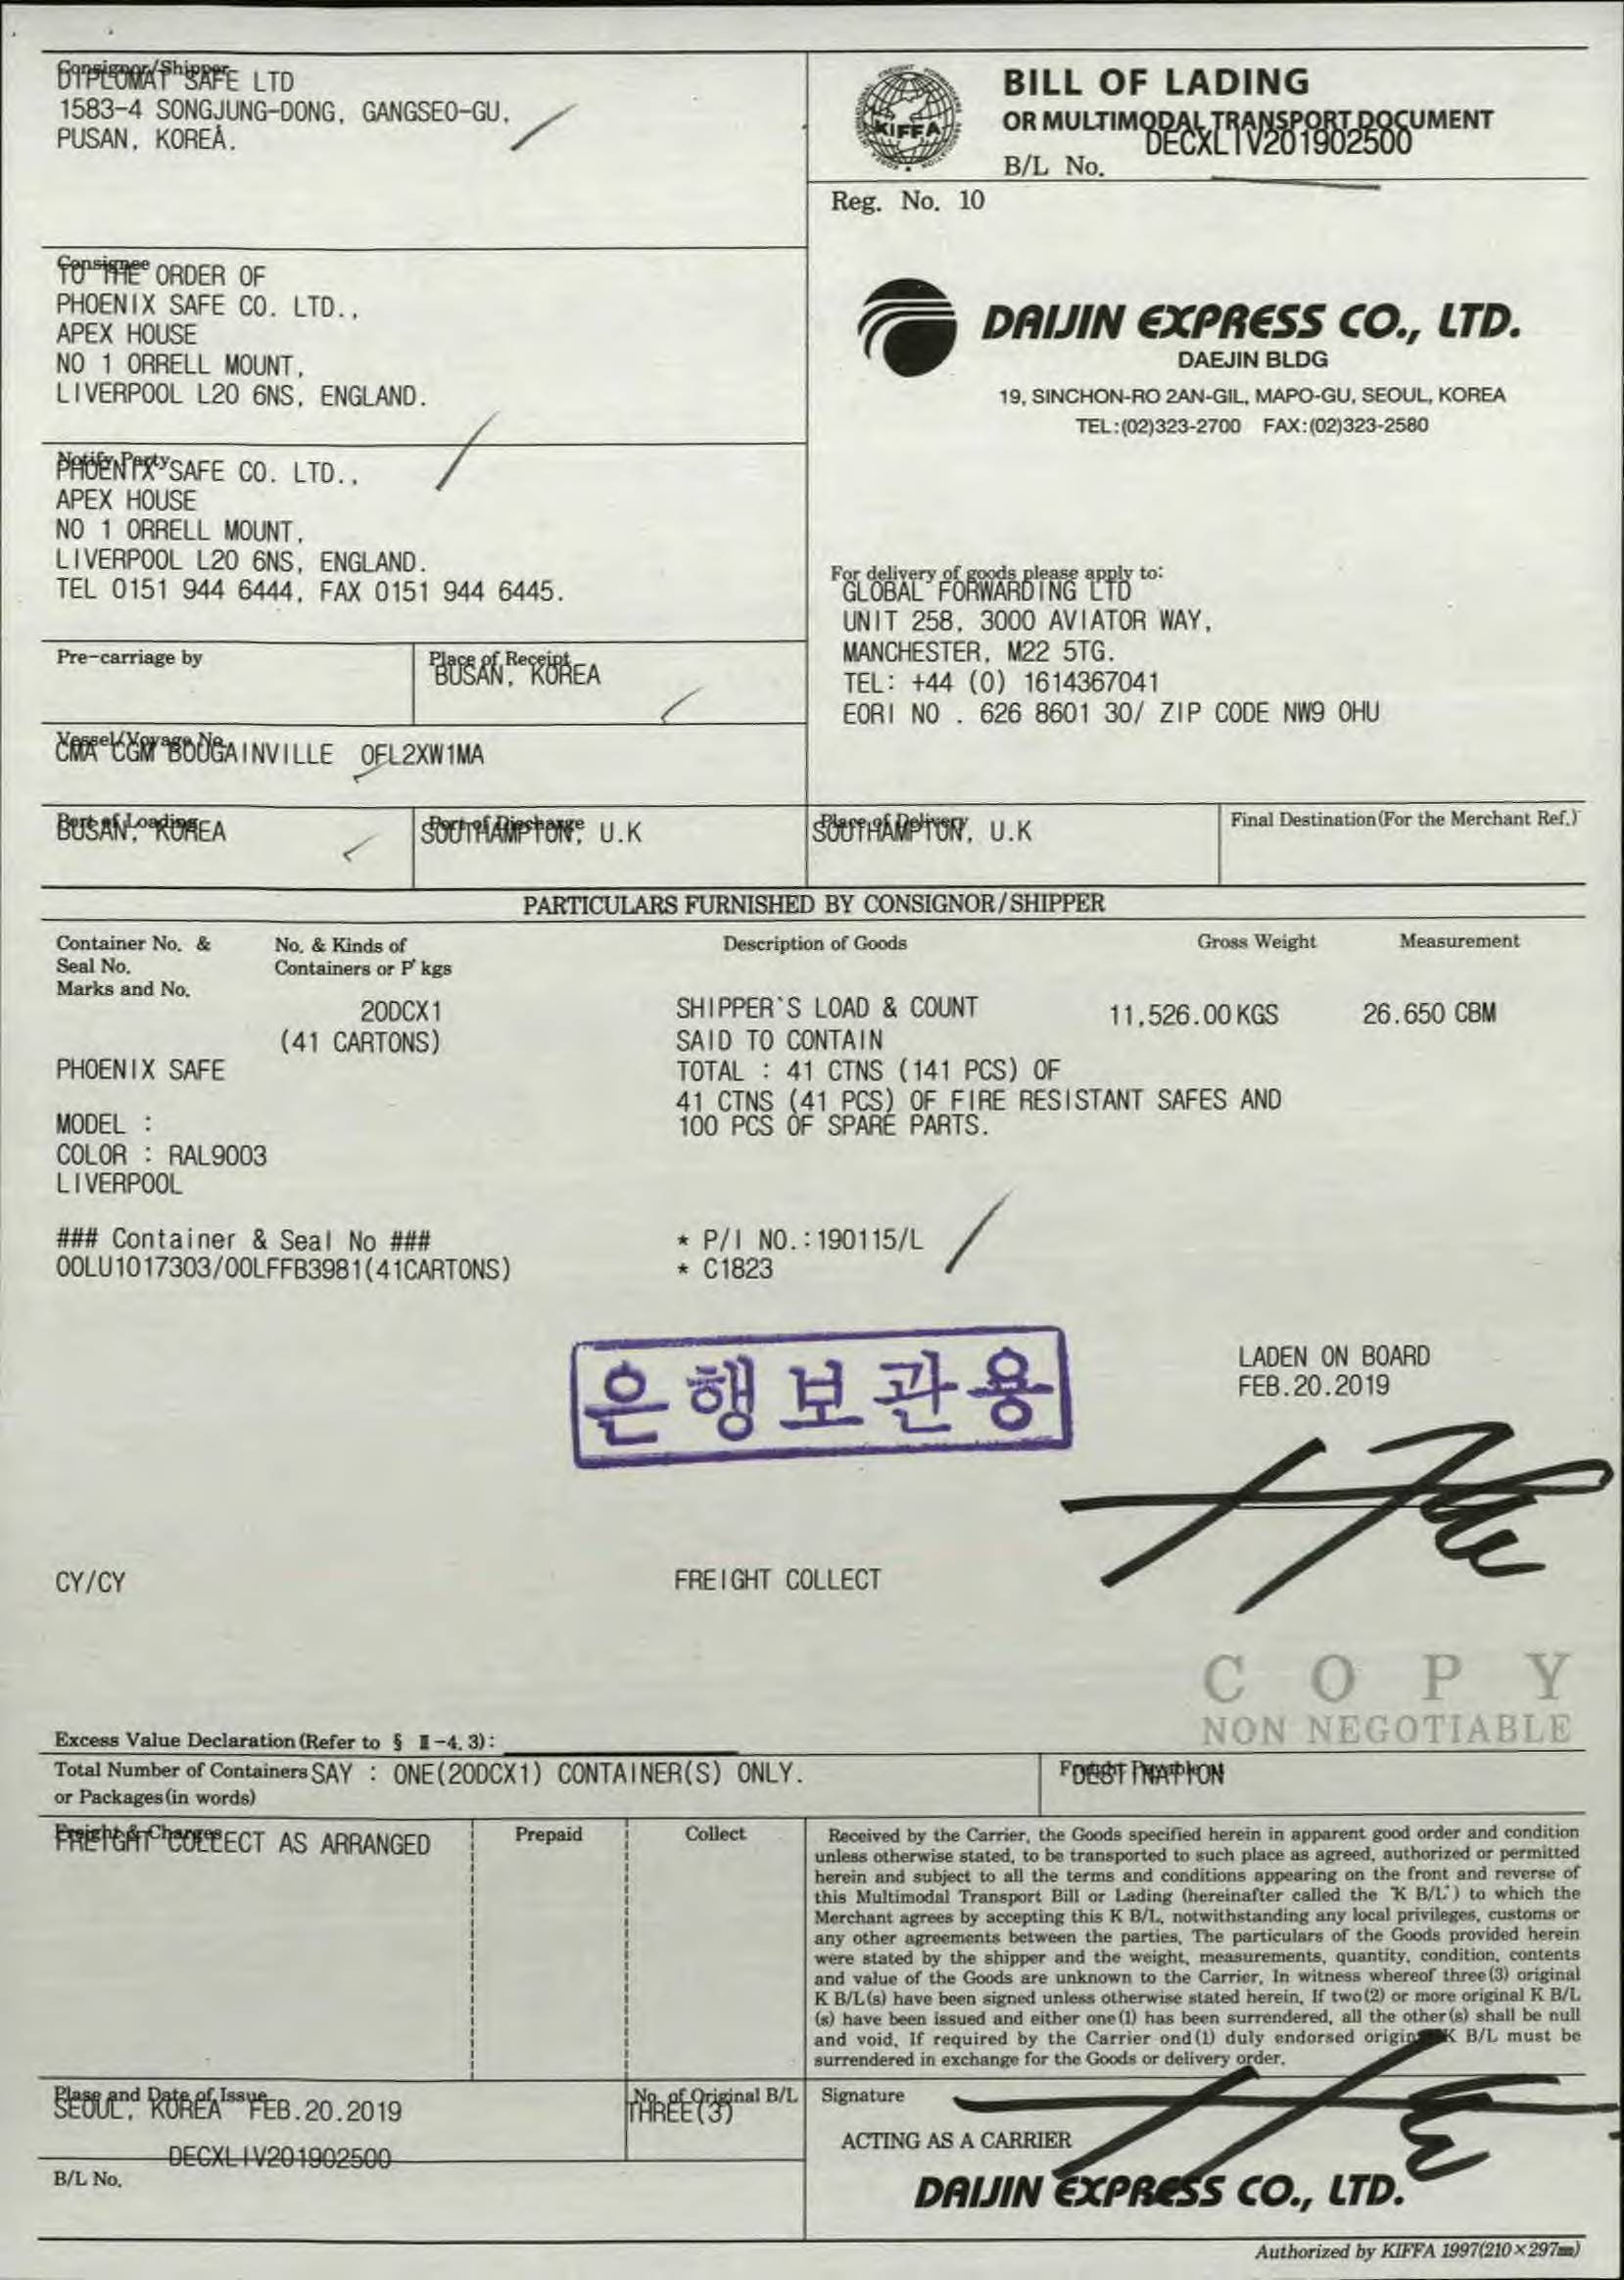 Consignor/Shipper
DIPLOMAT SAFE LTD
1583-4 SONGJUNG-DONG, GANGSEO-GU,
PUSAN, KOREA.
KIFFA
BILL OF LADING
OR MULTIMODAL TRANSPORT DOCUMENT
DECXLIV201902500
B/L No.
Reg. No. 10
Consignee
TO THE ORDER OF
PHOENIX SAFE CO. LTD.,
APEX HOUSE
NO 1 ORRELL MOUNT,
LIVERPOOL L20 6NS, ENGLAND.
DAIJIN EXPRESS CO., LTD.
DAEJIN BLDG
19, SINCHON-RO 2AN-GIL, MAPO-GU, SEOUL, KOREA
TEL:(02)323-2700 FAX:(02)323-2580
Notify Party
PHOENIX SAFE CO. LTD.,
APEX HOUSE
NO 1 ORRELL MOUNT,
LIVERPOOL L20 6NS, ENGLAND.
TEL 0151 944 6444, FAX 0151 944 6445.
For delivery of goods please apply to:
GLOBAL FORWARDING LTD
UNIT 258, 3000 AVIATOR WAY,
MANCHESTER, M22 5TG.
TEL: +44 (0) 1614367041
EORI NO . 626 8601 30/ ZIP CODE NW9 0HU
Pre-carriage by
Place of Receipt
BUSAN, KOREA
Vessel/Voyage No.
CMA CGM BOUGAINVILLE 0FL2XW1MA
Port of Loading
BUSAN, KOREA
Port of Discharge
SOUTHAMPTON, U.K
Place of Delivery
SOUTHAMPTON, U.K
Final Destination(For the Merchant Ref.)
PARTICULARS FURNISHED BY CONSIGNOR/SHIPPER
Container No. &
Seal No.
Marks and No.
No. & Kinds of
Containers or P'kgs
Description of Goods
Gross Weight
Measurement
20DCX1
(41 CARTONS)
SHIPPER'S LOAD & COUNT
SAID TO CONTAIN
TOTAL : 41 CTNS (141 PCS) OF
41 CTNS (41 PCS) OF FIRE RESISTANT SAFES AND
100 PCS OF SPARE PARTS.
11,526.00 KGS
26.650 CBM
PHOENIX SAFE
MODEL :
COLOR : RAL9003
LIVERPOOL
### Container & Seal No ###
OOLU1017303/OOLFFB3981(41CARTONS)
* P/I NO.:190115/L
* C1823
은행보관용
LADEN ON BOARD
FEB.20.2019
CY/CY
FREIGHT COLLECT
COPY
NON NEGOTIABLE
Excess Value Declaration(Refer to § Ⅱ-4. 3):
Total Number of Containers SAY : ONE(20DCX1) CONTAINER(S) ONLY.
or Packages(in words)
Freight Payable at
DESTINATION
Freight & Charges
FREIGHT COLLECT AS ARRANGED
Prepaid
Collect
Received by the Carrier, the Goods specified herein in apparent good order and condition
unless otherwise stated, to be transported to such place as agreed, authorized or permitted
herein and subject to all the terms and conditions appearing on the front and reverse of
this Multimodal Transport Bill or Lading (hereinafter called the "K B/L") to which the
Merchant agrees by accepting this K B/L, notwithstanding any local privileges, customs or
any other agreements between the parties. The particulars of the Goods provided herein
were stated by the shipper and the weight, measurements, quantity, condition, contents
and value of the Goods are unknown to the Carrier. In witness whereof three(3) original
K B/L(s) have been signed unless otherwise stated herein. If two(2) or more original K B/L
(s) have been issued and either one(1) has been surrendered, all the other(s) shall be null
and void. If required by the Carrier ond(1) duly endorsed original K B/L must be
surrendered in exchange for the Goods or delivery order.
Plase and Date of Issue
SEOUL, KOREA FEB.20.2019
No. of Original B/L
THREE(3)
Signature
ACTING AS A CARRIER
DAIJIN EXPRESS CO., LTD.
DECXLIV201902500
B/L No.
Authorized by KIFFA 1997(210×297㎜)